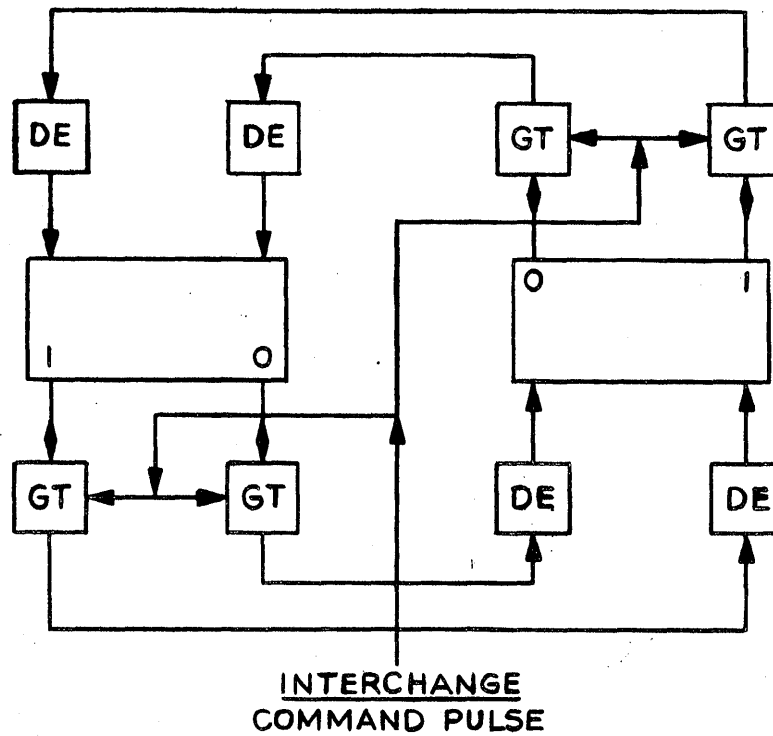 DE DE GT GT
0 1
1 0
GT GT DE DE
INTERCHANGE
COMMAND PULSE